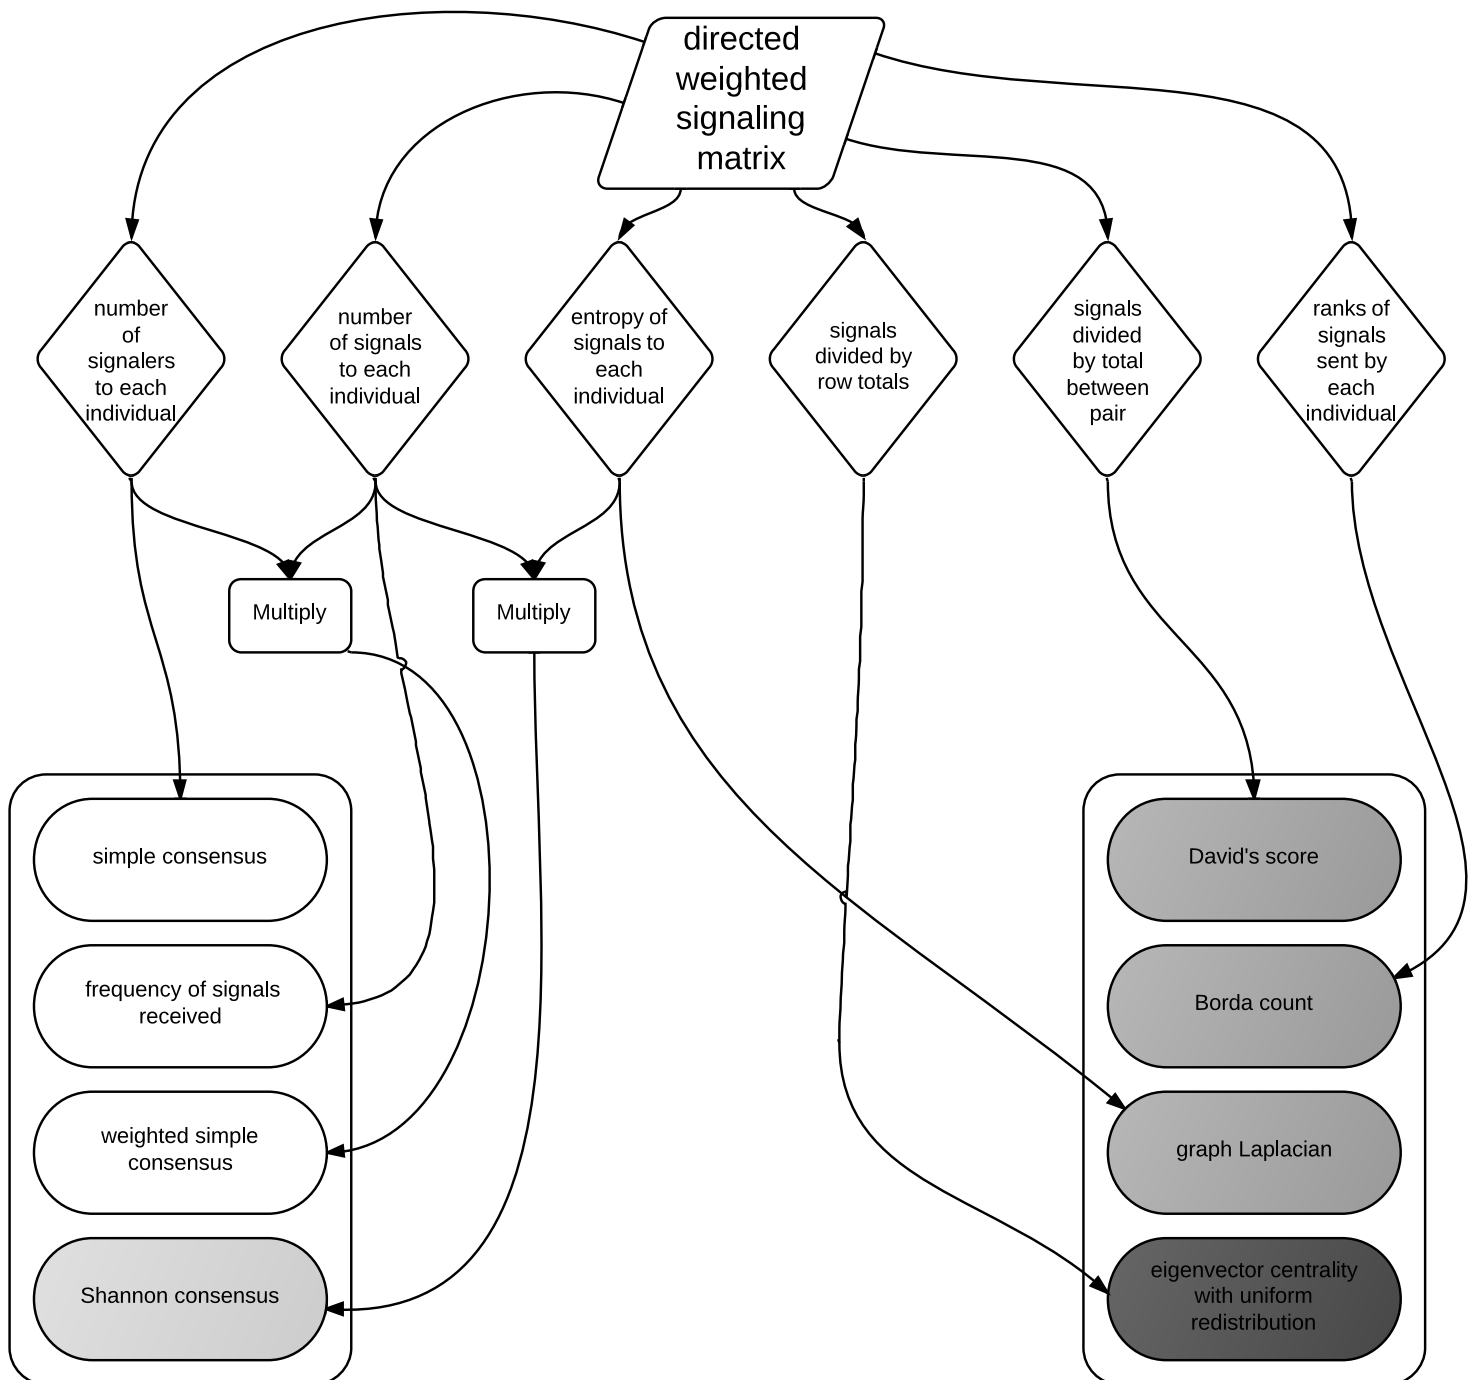 directed
weighted
signaling
matrix
number
of
signalers
to each
individual
number
of signals
to each
individual
entropy of
signals to
each
individual
signals
divided by
row totals
signals
divided
by total
between
pair
ranks of
signals
sent by
each
individual
Multiply
Multiply
simple consensus
frequency of signals
received
weighted simple
consensus
Shannon consensus
David's score
Borda count
graph Laplacian
eigenvector centrality
with uniform
redistribution